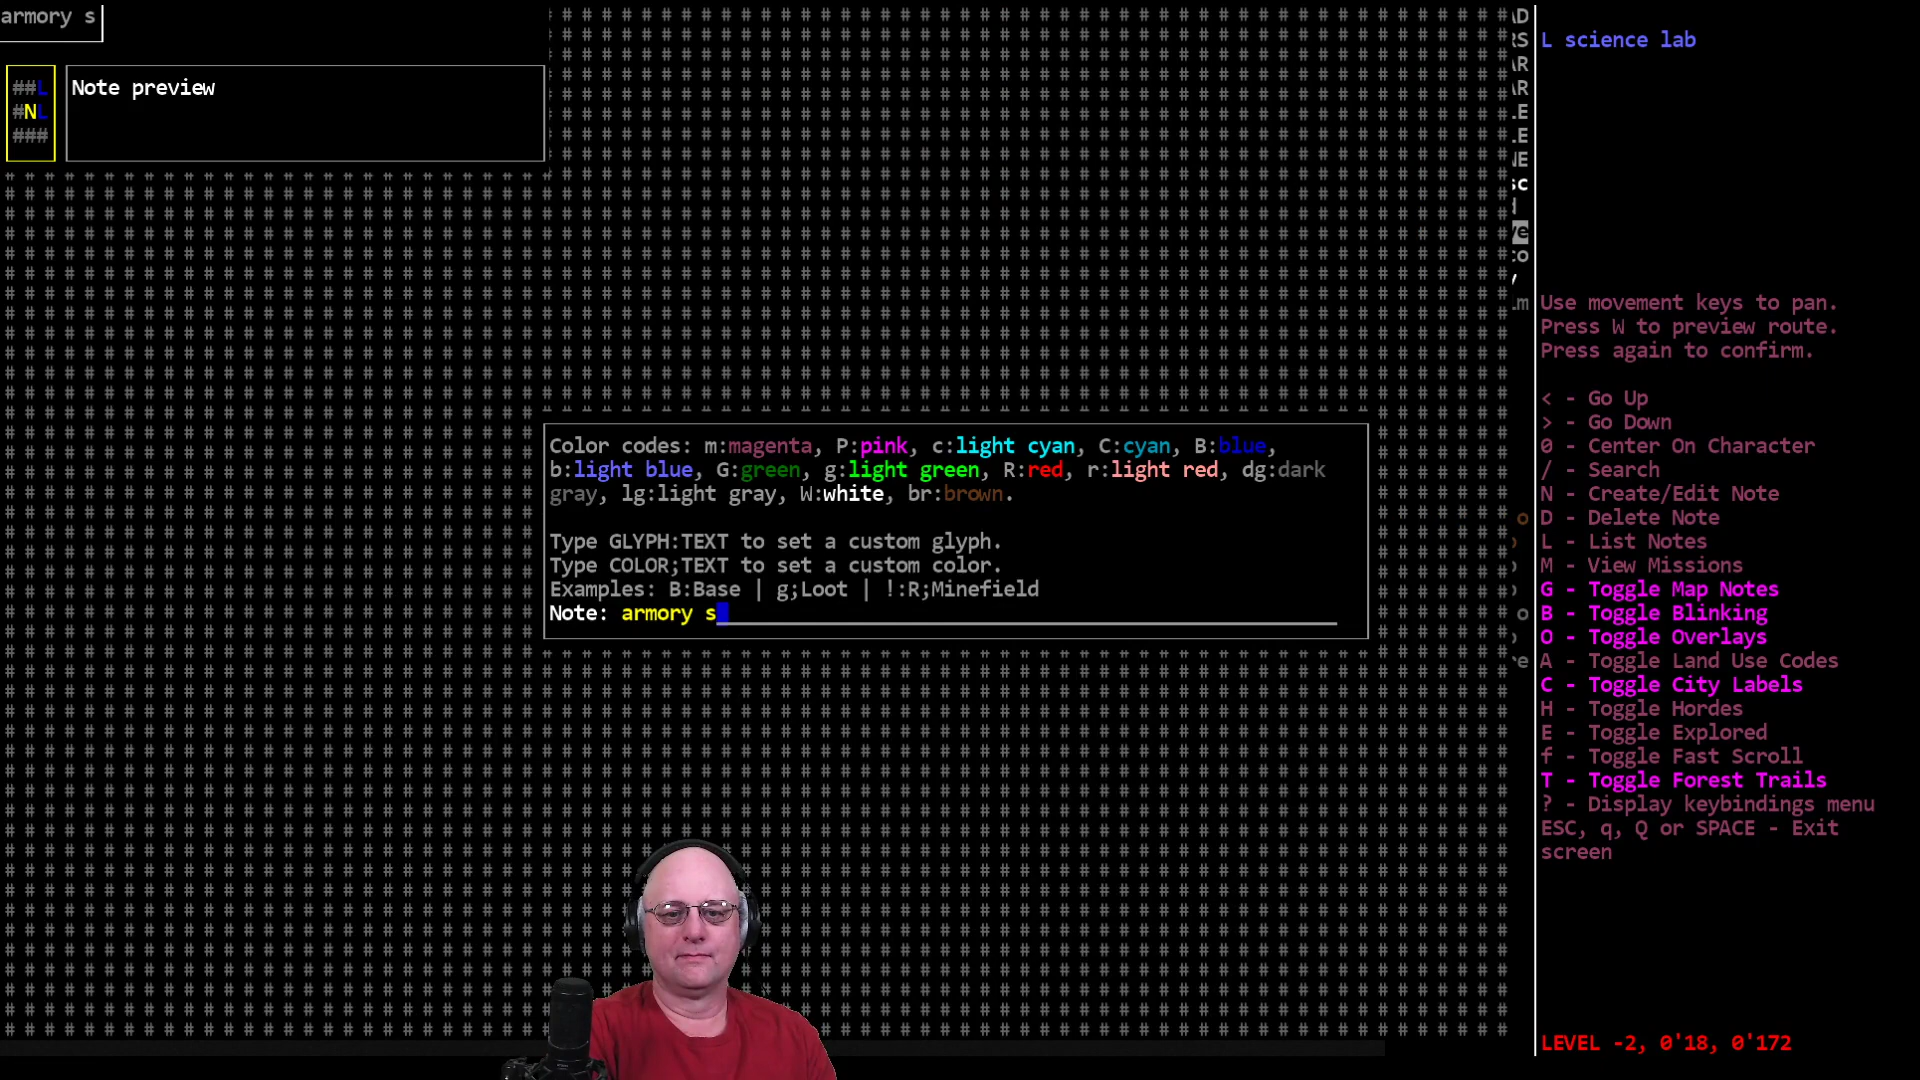 armory s
Note preview
##L
#NL
###
Color codes: m:magenta, P:pink, c:light cyan, C:cyan, B:blue,
b:light blue, G:green, g:light green, R:red, r:light red, dg:dark
gray, lg:light gray, W:white, br:brown.
Type GLYPH:TEXT to set a custom glyph.
Type COLOR;TEXT to set a custom color.
Examples: B:Base | g;Loot | !:R;Minefield
Note: armory s
L science lab
Use movement keys to pan.
Press W to preview route.
Press again to confirm.
< - Go Up
> - Go Down
0 - Center On Character
/ - Search
N - Create/Edit Note
D - Delete Note
L - List Notes
M - View Missions
G - Toggle Map Notes
B - Toggle Blinking
O - Toggle Overlays
A - Toggle Land Use Codes
C - Toggle City Labels
H - Toggle Hordes
E - Toggle Explored
f - Toggle Fast Scroll
T - Toggle Forest Trails
? - Display keybindings menu
ESC, q, Q or SPACE - Exit
screen
LEVEL -2, 0'18, 0'172